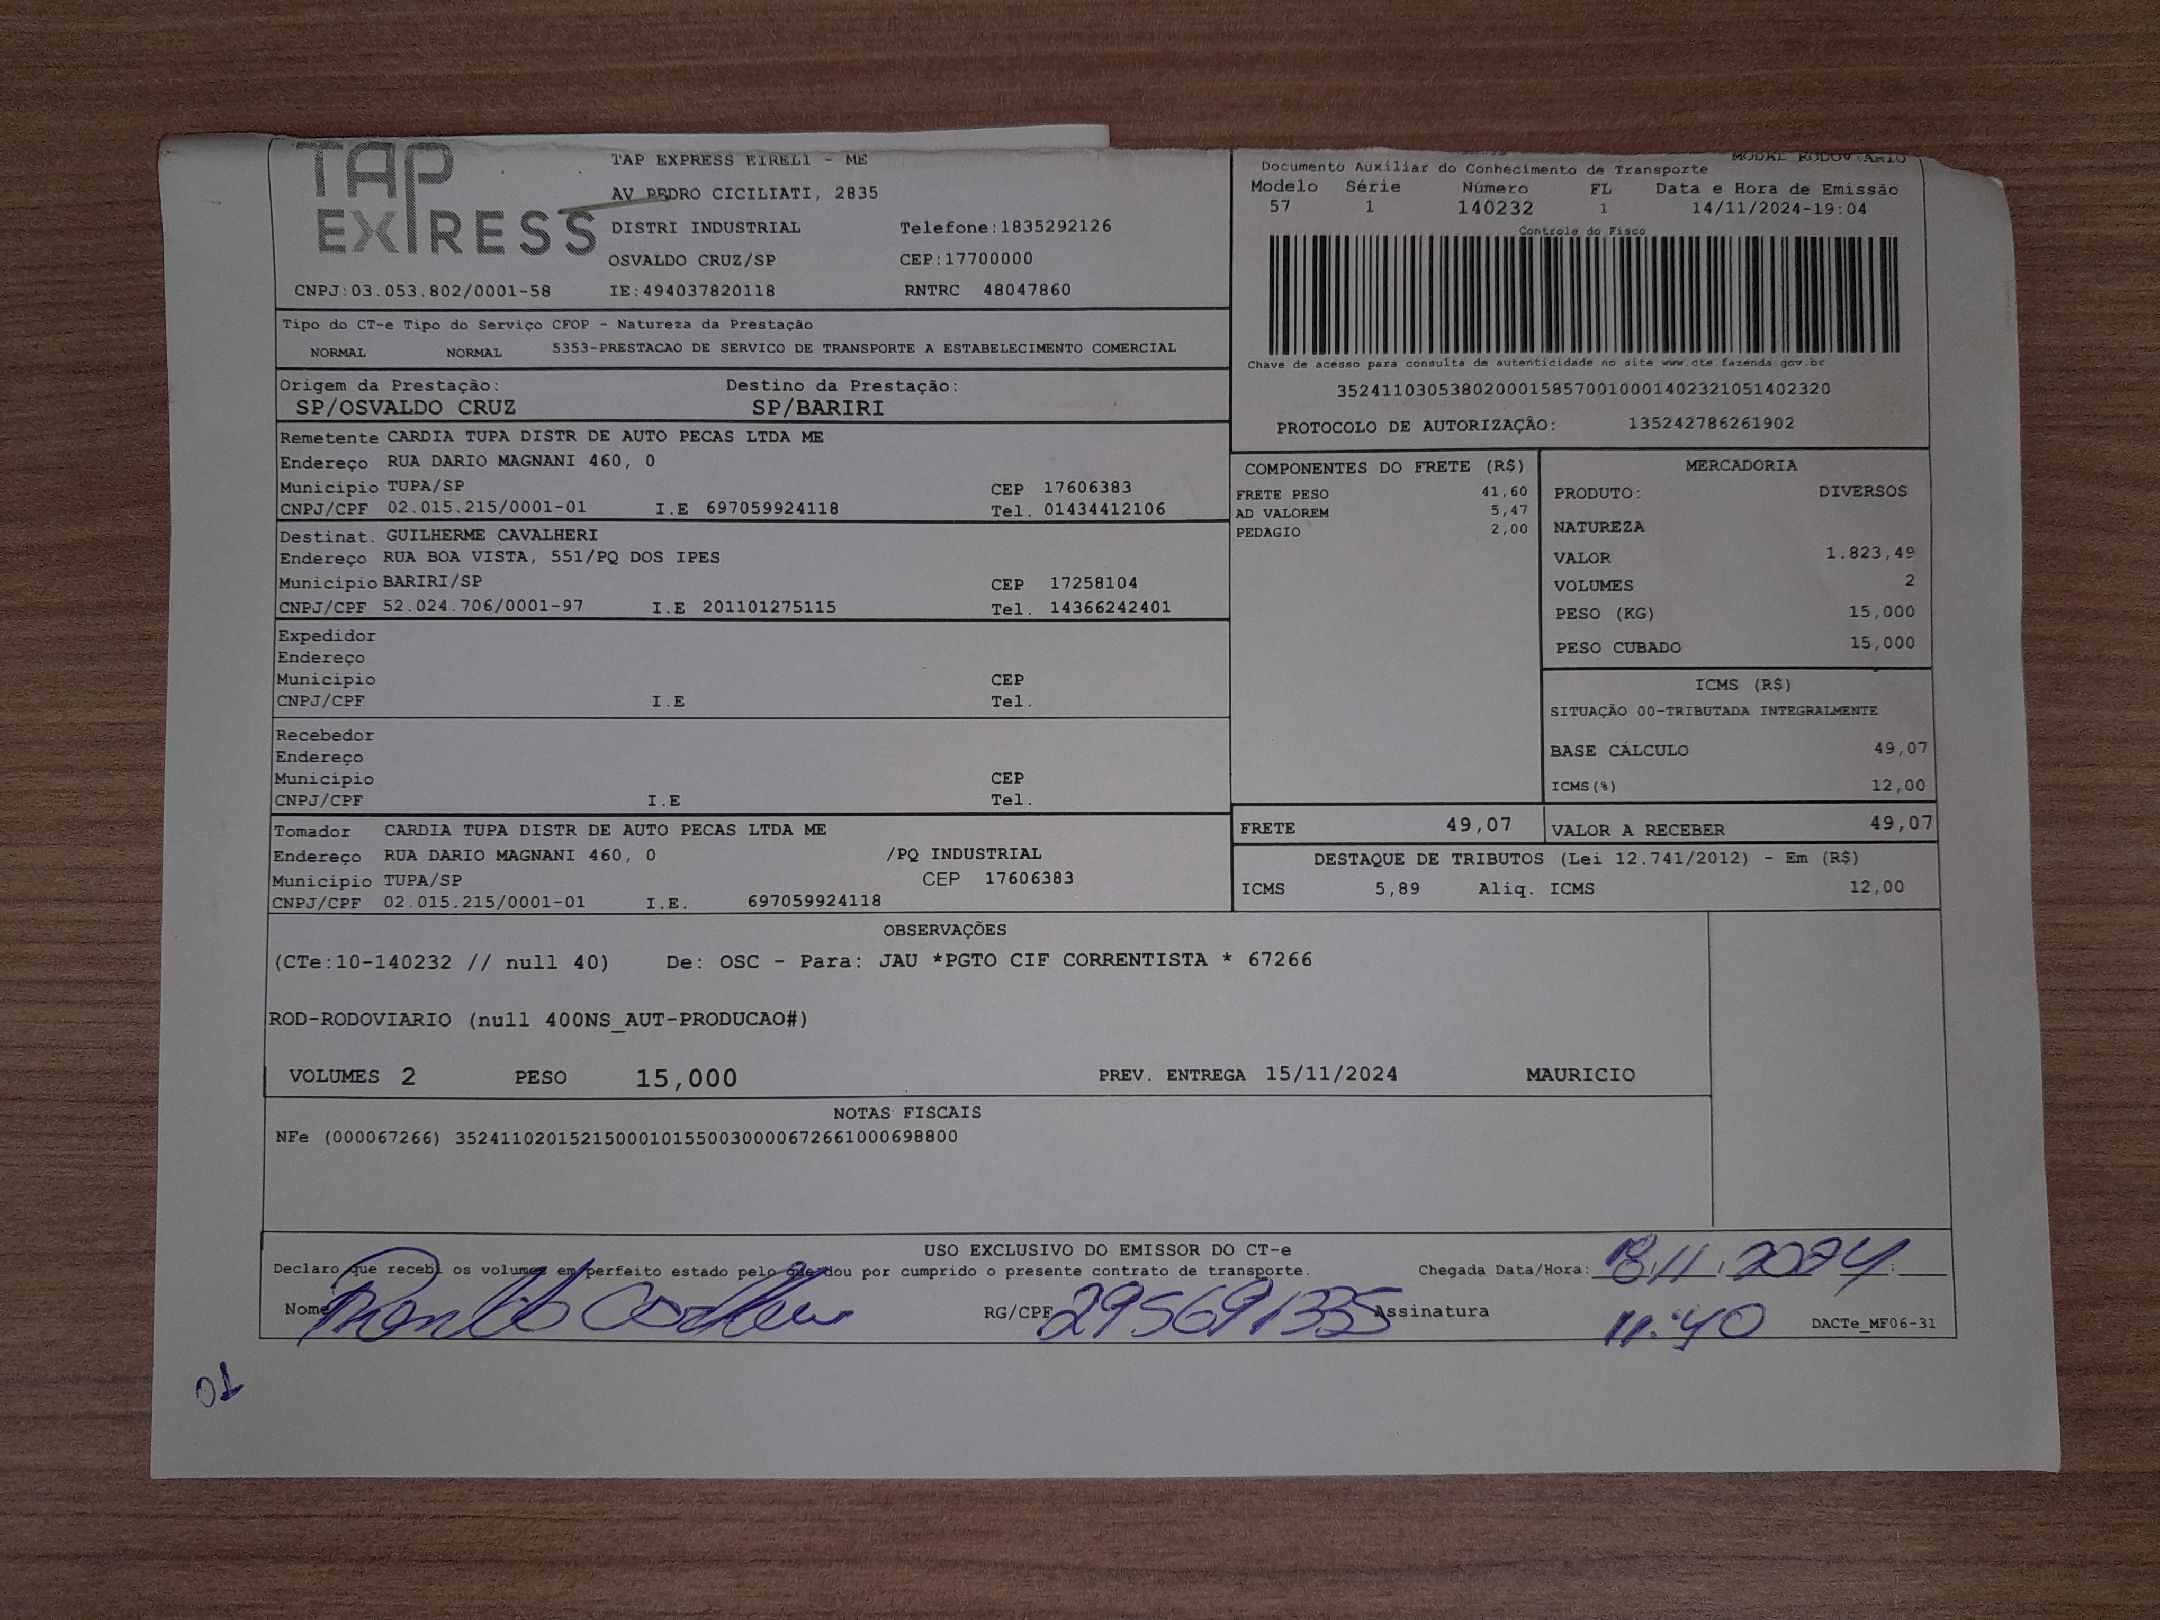 TAP
EXPRESS
TAP EXPRESS EIRELI - ME
AV PEDRO CICILIATI, 2835
DISTRI INDUSTRIAL Telefone:1835292126
OSVALDO CRUZ/SP CEP:17700000
CNPJ:03.053.802/0001-58 IE:494037820118 RNTRC 48047860
MODAL RODOVIARIO
Documento Auxiliar do Conhecimento de Transporte
Modelo Série Número FL Data e Hora de Emissão
57 1 140232 1 14/11/2024-19:04
Controle do Fisco
Chave de acesso para consulta de autenticidade no site www.cte.fazenda.gov.br
35241103053802000158570010001402321051402320
PROTOCOLO DE AUTORIZAÇÃO: 135242786261902
Tipo do CT-e Tipo do Serviço CFOP - Natureza da Prestação
NORMAL NORMAL 5353-PRESTACAO DE SERVICO DE TRANSPORTE A ESTABELECIMENTO COMERCIAL
Origem da Prestação: Destino da Prestação:
SP/OSVALDO CRUZ SP/BARIRI
Remetente CARDIA TUPA DISTR DE AUTO PECAS LTDA ME
Endereço RUA DARIO MAGNANI 460, 0
Município TUPA/SP CEP 17606383
CNPJ/CPF 02.015.215/0001-01 I.E 697059924118 Tel. 01434412106
Destinat. GUILHERME CAVALHERI
Endereço RUA BOA VISTA, 551/PQ DOS IPES
Município BARIRI/SP CEP 17258104
CNPJ/CPF 52.024.706/0001-97 I.E 201101275115 Tel. 14366242401
Expedidor
Endereço
Município CEP
CNPJ/CPF I.E Tel.
Recebedor
Endereço
Município CEP
CNPJ/CPF I.E Tel.
Tomador CARDIA TUPA DISTR DE AUTO PECAS LTDA ME
Endereço RUA DARIO MAGNANI 460, 0 /PQ INDUSTRIAL
Município TUPA/SP CEP 17606383
CNPJ/CPF 02.015.215/0001-01 I.E. 697059924118
COMPONENTES DO FRETE (R$)
FRETE PESO 41,60
AD VALOREM 5,47
PEDAGIO 2,00
MERCADORIA
PRODUTO: DIVERSOS
NATUREZA
VALOR 1.823,49
VOLUMES 2
PESO (KG) 15,000
PESO CUBADO 15,000
ICMS (R$)
SITUAÇÃO 00-TRIBUTADA INTEGRALMENTE
BASE CÁLCULO 49,07
ICMS(%) 12,00
FRETE 49,07 VALOR A RECEBER 49,07
DESTAQUE DE TRIBUTOS (Lei 12.741/2012) - Em (R$)
ICMS 5,89 Aliq. ICMS 12,00
OBSERVAÇÕES
(CTe:10-140232 // null 40) De: OSC - Para: JAU *PGTO CIF CORRENTISTA * 67266
ROD-RODOVIARIO (null 400NS_AUT-PRODUCAO#)
VOLUMES 2 PESO 15,000 PREV. ENTREGA 15/11/2024 MAURICIO
NOTAS FISCAIS
NFe (000067266) 35241102015215000101550030000672661000698800
USO EXCLUSIVO DO EMISSOR DO CT-e
Declaro que recebi os volumes em perfeito estado pelo que dou por cumprido o presente contrato de transporte. Chegada Data/Hora: 18.11.2024
Nome RG/CPF 295691335 Assinatura 11:40 DACTe_MF06-31
01